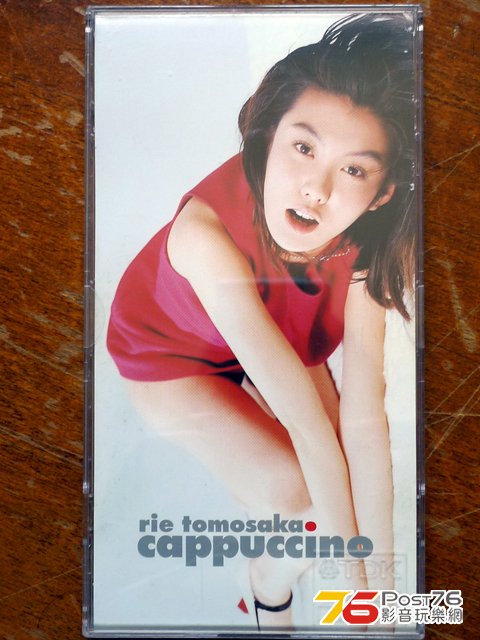 rie tomosaka
cappuccino
TDK
76 Post76
影音玩樂網